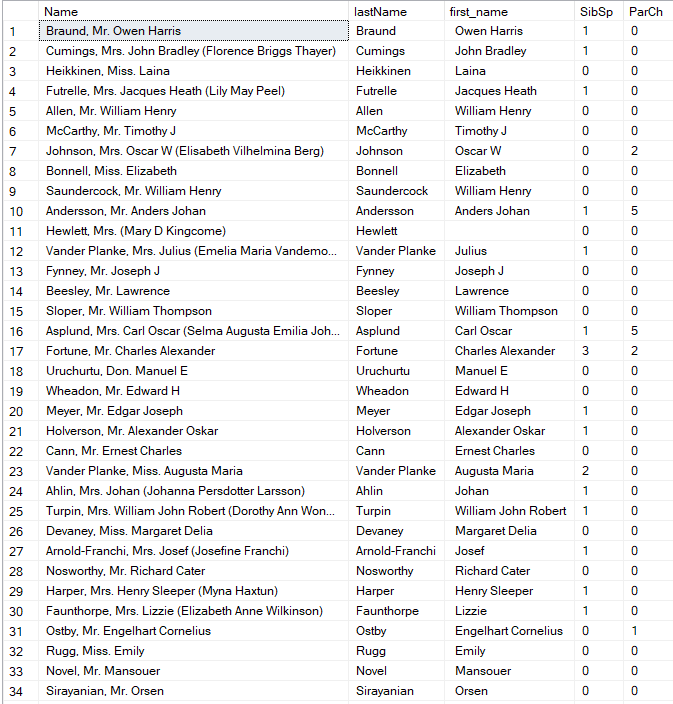 Name lastName first_name SibSp ParCh
1 Braund, Mr. Owen Harris Braund Owen Harris 1 0
2 Cumings, Mrs. John Bradley (Florence Briggs Thayer) Cumings John Bradley 1 0
3 Heikkinen, Miss. Laina Heikkinen Laina 0 0
4 Futrelle, Mrs. Jacques Heath (Lily May Peel) Futrelle Jacques Heath 1 0
5 Allen, Mr. William Henry Allen William Henry 0 0
6 McCarthy, Mr. Timothy J McCarthy Timothy J 0 0
7 Johnson, Mrs. Oscar W (Elisabeth Vilhelmina Berg) Johnson Oscar W 0 2
8 Bonnell, Miss. Elizabeth Bonnell Elizabeth 0 0
9 Saundercock, Mr. William Henry Saundercock William Henry 0 0
10 Andersson, Mr. Anders Johan Andersson Anders Johan 1 5
11 Hewlett, Mrs. (Mary D Kingcome) Hewlett 0 0
12 Vander Planke, Mrs. Julius (Emelia Maria Vandemo... Vander Planke Julius 1 0
13 Fynney, Mr. Joseph J Fynney Joseph J 0 0
14 Beesley, Mr. Lawrence Beesley Lawrence 0 0
15 Sloper, Mr. William Thompson Sloper William Thompson 0 0
16 Asplund, Mrs. Carl Oscar (Selma Augusta Emilia Joh... Asplund Carl Oscar 1 5
17 Fortune, Mr. Charles Alexander Fortune Charles Alexander 3 2
18 Uruchurtu, Don. Manuel E Uruchurtu Manuel E 0 0
19 Wheadon, Mr. Edward H Wheadon Edward H 0 0
20 Meyer, Mr. Edgar Joseph Meyer Edgar Joseph 1 0
21 Holverson, Mr. Alexander Oskar Holverson Alexander Oskar 1 0
22 Cann, Mr. Ernest Charles Cann Ernest Charles 0 0
23 Vander Planke, Miss. Augusta Maria Vander Planke Augusta Maria 2 0
24 Ahlin, Mrs. Johan (Johanna Persdotter Larsson) Ahlin Johan 1 0
25 Turpin, Mrs. William John Robert (Dorothy Ann Won... Turpin William John Robert 1 0
26 Devaney, Miss. Margaret Delia Devaney Margaret Delia 0 0
27 Arnold-Franchi, Mrs. Josef (Josefine Franchi) Arnold-Franchi Josef 1 0
28 Nosworthy, Mr. Richard Cater Nosworthy Richard Cater 0 0
29 Harper, Mrs. Henry Sleeper (Myna Haxtun) Harper Henry Sleeper 1 0
30 Faunthorpe, Mrs. Lizzie (Elizabeth Anne Wilkinson) Faunthorpe Lizzie 1 0
31 Ostby, Mr. Engelhart Cornelius Ostby Engelhart Cornelius 0 1
32 Rugg, Miss. Emily Rugg Emily 0 0
33 Novel, Mr. Mansouer Novel Mansouer 0 0
34 Sirayanian, Mr. Orsen Sirayanian Orsen 0 0